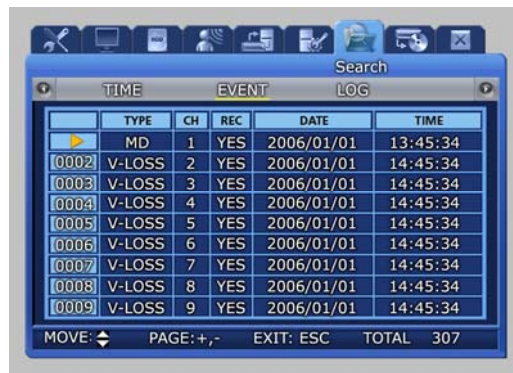 HDD
Search
TIME EVENT LOG
TYPE CH REC DATE TIME
MD 1 YES 2006/01/01 13:45:34
0002 V-LOSS 2 YES 2006/01/01 14:45:34
0003 V-LOSS 3 YES 2006/01/01 14:45:34
0004 V-LOSS 4 YES 2006/01/01 14:45:34
0005 V-LOSS 5 YES 2006/01/01 14:45:34
0006 V-LOSS 6 YES 2006/01/01 14:45:34
0007 V-LOSS 7 YES 2006/01/01 14:45:34
0008 V-LOSS 8 YES 2006/01/01 14:45:34
0009 V-LOSS 9 YES 2006/01/01 14:45:34
MOVE: PAGE:+,- EXIT: ESC TOTAL 307